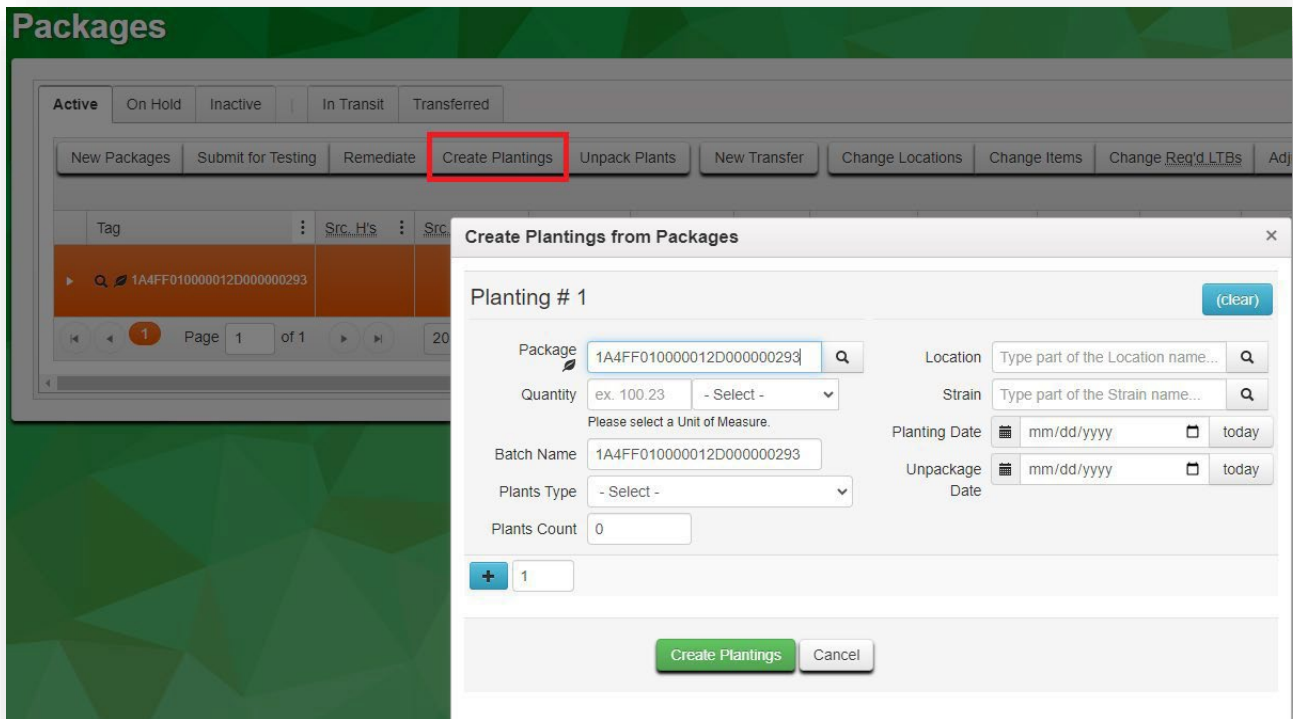 Packages
Active On Hold Inactive | In Transit Transferred
New Packages Submit for Testing Remediate Create Plantings Unpack Plants New Transfer Change Locations Change Items Change Req'd LTBs Adj
Tag Src. H's Src.
1A4FF010000012D000000293
1 Page 1 of 1 20
Create Plantings from Packages ×
Planting # 1 (clear)
Package 1A4FF010000012D000000293 Location Type part of the Location name...
Quantity ex. 100.23 - Select - Strain Type part of the Strain name...
Please select a Unit of Measure.
Planting Date mm/dd/yyyy today
Batch Name 1A4FF010000012D000000293
Unpackage Date mm/dd/yyyy today
Plants Type - Select -
Plants Count 0
+ 1
Create Plantings Cancel